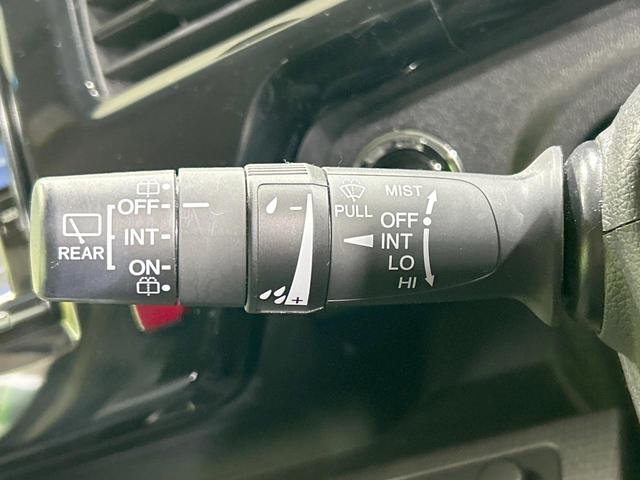 OFF
INT
REAR
ON
-
+
PULL
MIST
OFF
INT
LO
HI